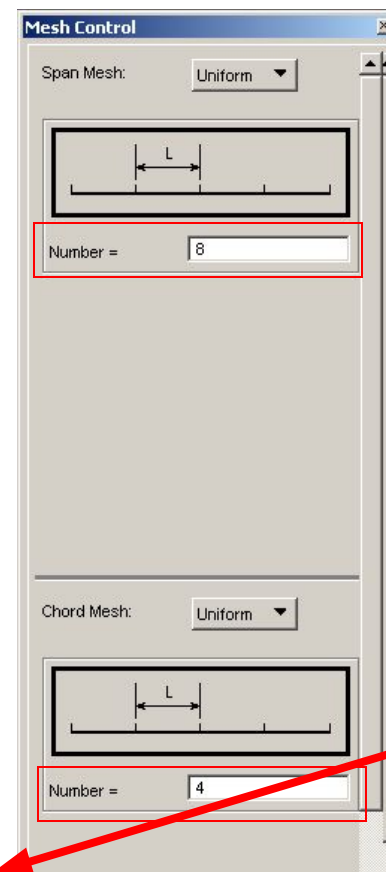 Mesh Control
Span Mesh: Uniform
L
Number = 8
Chord Mesh: Uniform
L
Number = 4